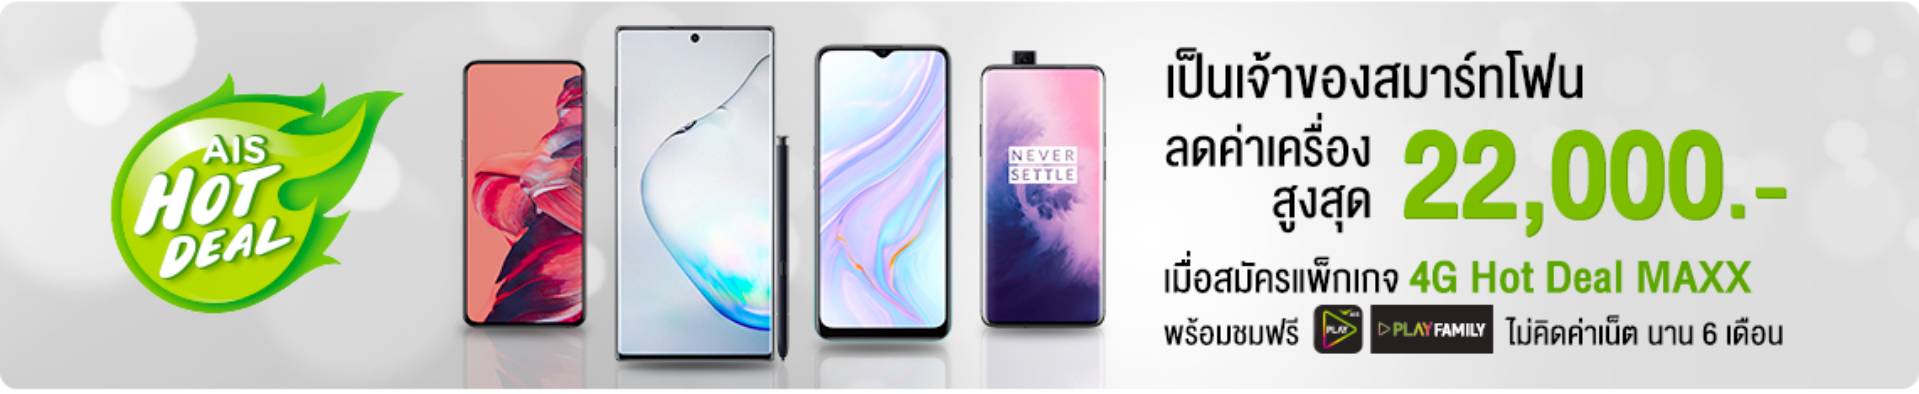 AIS
HOT
DEAL
NEVER
SETTLE
เป็นเจ้าของสมาร์ทโฟน
ลดค่าเครื่อง
สูงสุด 22,000.-
เมื่อสมัครแพ็กเกจ 4G Hot Deal MAXX
พร้อมชมฟรี AIS PLAY PLAY FAMILY ไม่คิดค่าเน็ต นาน 6 เดือน